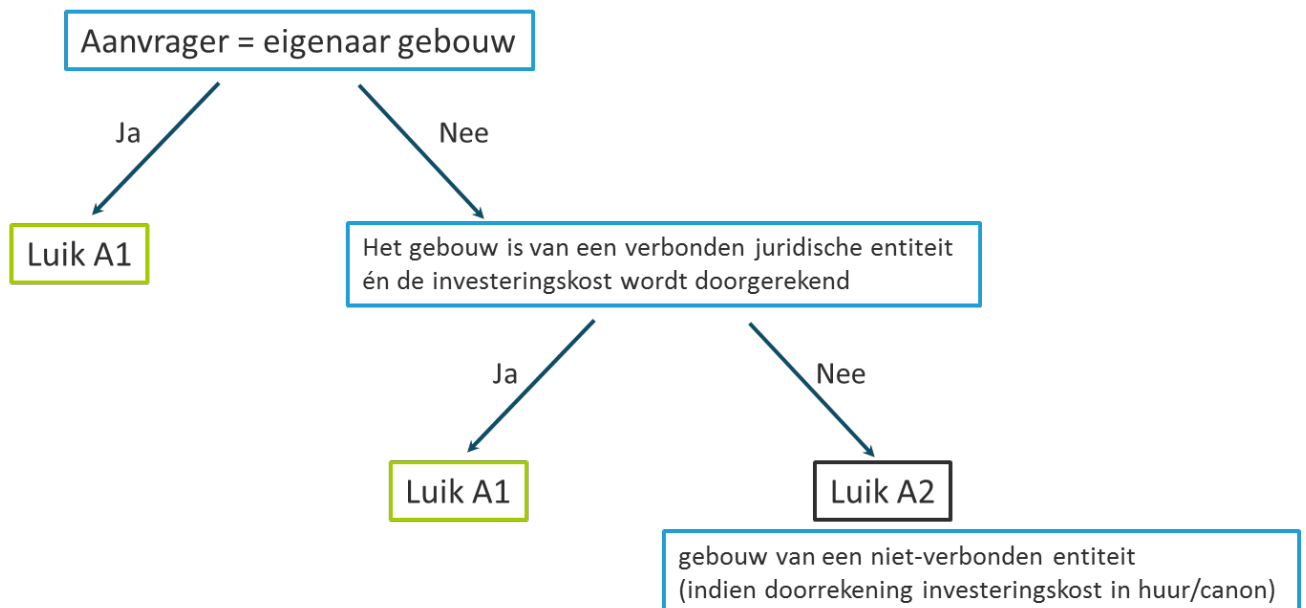 Aanvrager = eigenaar gebouw
Ja
Nee
Luik A1
Het gebouw is van een verbonden juridische entiteit
én de investeringskost wordt doorgerekend
Ja
Nee
Luik A1
Luik A2
gebouw van een niet-verbonden entiteit
(indien doorrekening investeringskost in huur/canon)